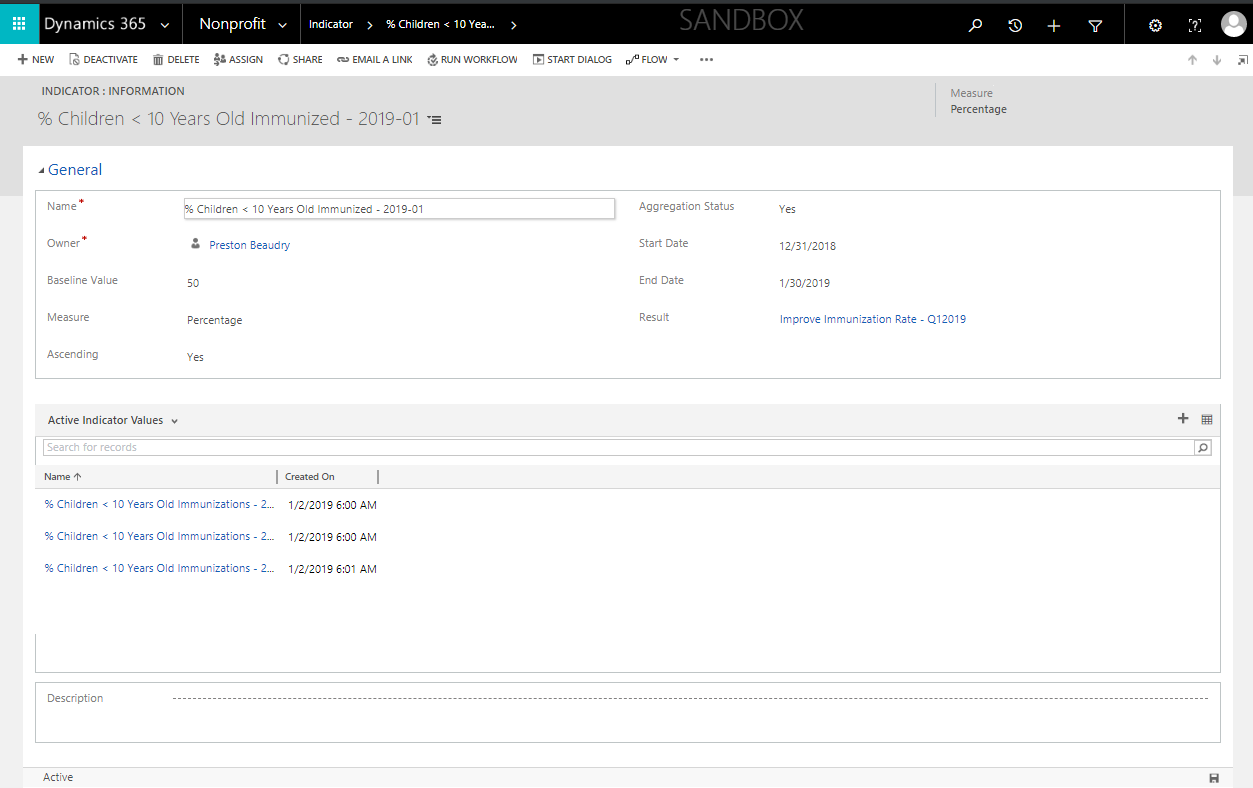 Dynamics 365 Nonprofit Indicator % Children < 10 Yea... SANDBOX
NEW DEACTIVATE DELETE ASSIGN SHARE EMAIL A LINK RUN WORKFLOW START DIALOG FLOW
INDICATOR : INFORMATION
% Children < 10 Years Old Immunized - 2019-01
Measure
Percentage
General
Name* % Children < 10 Years Old Immunized - 2019-01
Owner* Preston Beaudry
Baseline Value 50
Measure Percentage
Ascending Yes
Aggregation Status Yes
Start Date 12/31/2018
End Date 1/30/2019
Result Improve Immunization Rate - Q12019
Active Indicator Values
Search for records
Name Created On
% Children < 10 Years Old Immunizations - 2... 1/2/2019 6:00 AM
% Children < 10 Years Old Immunizations - 2... 1/2/2019 6:00 AM
% Children < 10 Years Old Immunizations - 2... 1/2/2019 6:01 AM
Description
Active